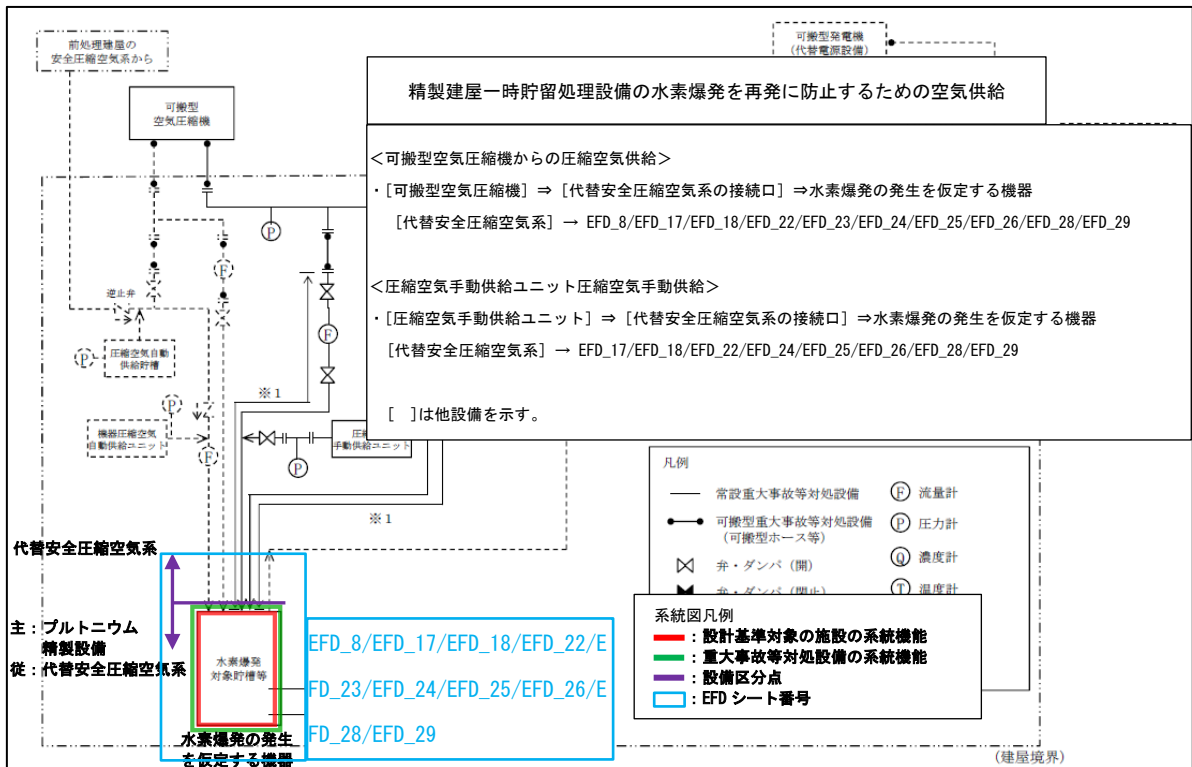 前処理建屋の
安全圧縮空気系から
可搬型発電機
(代替電源設備)
精製建屋一時貯留処理設備の水素爆発を再発に防止するための空気供給
可搬型
空気圧縮機
＜可搬型空気圧縮機からの圧縮空気供給＞
・[可搬型空気圧縮機] ⇒ [代替安全圧縮空気系の接続口] ⇒水素爆発の発生を仮定する機器
[代替安全圧縮空気系] → EFD_8/EFD_17/EFD_18/EFD_22/EFD_23/EFD_24/EFD_25/EFD_26/EFD_28/EFD_29
＜圧縮空気手動供給ユニット圧縮空気手動供給＞
・[圧縮空気手動供給ユニット] ⇒ [代替安全圧縮空気系の接続口] ⇒水素爆発の発生を仮定する機器
[代替安全圧縮空気系] → EFD_17/EFD_18/EFD_22/EFD_24/EFD_25/EFD_26/EFD_28/EFD_29
[ ]は他設備を示す。
P
F
逆止弁
F
P
圧縮空気自動
供給貯槽
※1
P
機器圧縮空気
自動供給ユニット
F
圧縮
手動供給ユニット
P
※1
凡例
常設重大事故等対処設備
F 流量計
可搬型重大事故等対処設備
(可搬型ホース等)
P 圧力計
弁・ダンパ (開)
Q 濃度計
弁・ダンパ (閉止)
T 温度計
系統図凡例
：設計基準対象の施設の系統機能
：重大事故等対処設備の系統機能
：設備区分点
：EFD シート番号
代替安全圧縮空気系
主：プルトニウム
精製設備
従：代替安全圧縮空気系
水素爆発
対象貯槽等
EFD_8/EFD_17/EFD_18/EFD_22/E
FD_23/EFD_24/EFD_25/EFD_26/E
FD_28/EFD_29
水素爆発の発生
を仮定する機器
(建屋境界)